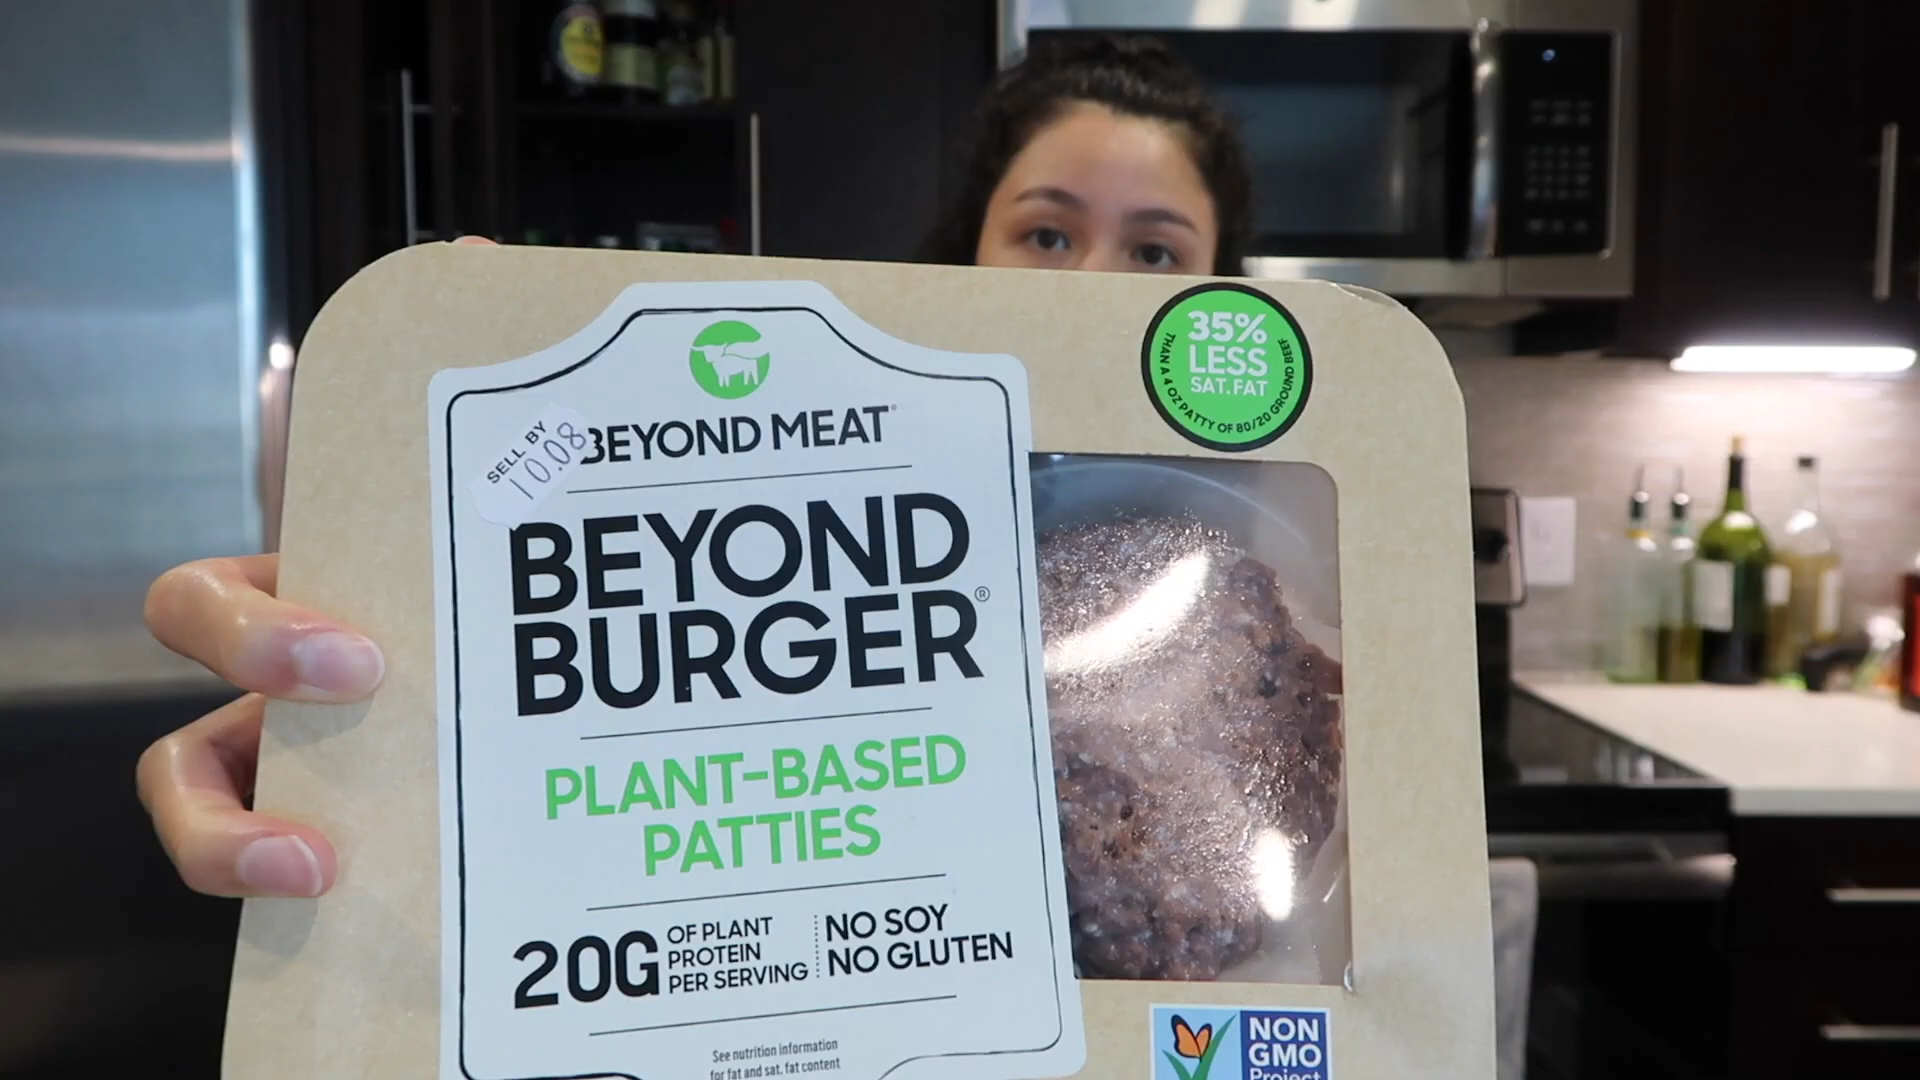 SELL BY
10.08
BEYOND MEAT
BEYOND
BURGER®
PLANT-BASED
PATTIES
20G OF PLANT
PROTEIN
PER SERVING
NO SOY
NO GLUTEN
See nutrition information
for fat and sat. fat content
35%
LESS
SAT. FAT
THAN A 4 OZ PATTY OF 80/20 GROUND BEEF
NON
GMO
Project